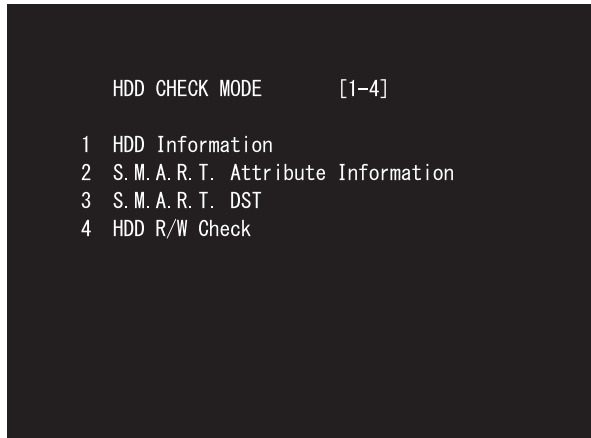 HDD CHECK MODE [1-4]
1 HDD Information
2 S.M.A.R.T. Attribute Information
3 S.M.A.R.T. DST
4 HDD R/W Check